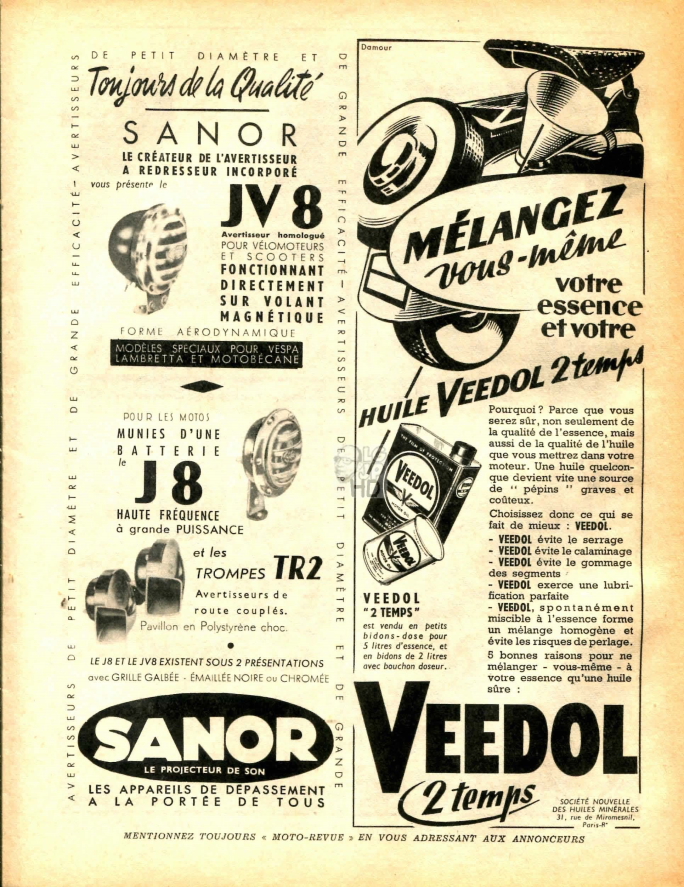 AVERTISSEURS DE PETIT DIAMÈTRE ET DE GRANDE EFFICACITÉ - AVERTISSEURS
DE PETIT DIAMÈTRE ET
DE GRANDE EFFICACITÉ - AVERTISSEURS DE PETIT DIAMÈTRE ET DE GRANDE
Toujours de la Qualité
SANOR
LE CRÉATEUR DE L'AVERTISSEUR
A REDRESSEUR INCORPORÉ
vous présente le
JV8
Avertisseur homologué
POUR VÉLOMOTEURS
ET SCOOTERS
FONCTIONNANT
DIRECTEMENT
SUR VOLANT
MAGNÉTIQUE
FORME AÉRODYNAMIQUE
MODÈLES SPECIAUX POUR VESPA
LAMBRETTA ET MOTOBÉCANE
POUR LES MOTOS
MUNIES D'UNE
BATTERIE
le
J8
HAUTE FRÉQUENCE
à grande PUISSANCE
et les
TROMPES TR2
Avertisseurs de
route couplés.
Pavillon en Polystyrène choc.
LE J8 ET LE JV8 EXISTENT SOUS 2 PRÉSENTATIONS
avec GRILLE GALBÉE - ÉMAILLÉE NOIRE ou CHROMÉE
SANOR
LE PROJECTEUR DE SON
LES APPAREILS DE DÉPASSEMENT
A LA PORTÉE DE TOUS
Damour
MÉLANGEZ
vous-même
votre
essence
et votre
HUILE VEEDOL 2 temps
VEEDOL
VEEDOL
VEEDOL
"2 TEMPS"
est vendu en petits
bidons-dose pour
5 litres d'essence, et
en bidons de 2 litres
avec bouchon doseur.
Pourquoi ? Parce que vous
serez sûr, non seulement de
la qualité de l'essence, mais
aussi de la qualité de l'huile
que vous mettrez dans votre
moteur. Une huile quelcon-
que devient vite une source
de " pépins " graves et
coûteux.
Choisissez donc ce qui se
fait de mieux : VEEDOL.
- VEEDOL évite le serrage
- VEEDOL évite le calaminage
- VEEDOL évite le gommage
des segments
- VEEDOL exerce une lubri-
fication parfaite
- VEEDOL, spontanément
miscible à l'essence forme
un mélange homogène et
évite les risques de perlage.
5 bonnes raisons pour ne
mélanger - vous-même - à
votre essence qu'une huile
sûre :
VEEDOL
2 temps
SOCIÉTÉ NOUVELLE
DES HUILES MINÉRALES
31, rue de Miromesnil,
Paris-8e
MENTIONNEZ TOUJOURS « MOTO-REVUE » EN VOUS ADRESSANT AUX ANNONCEURS